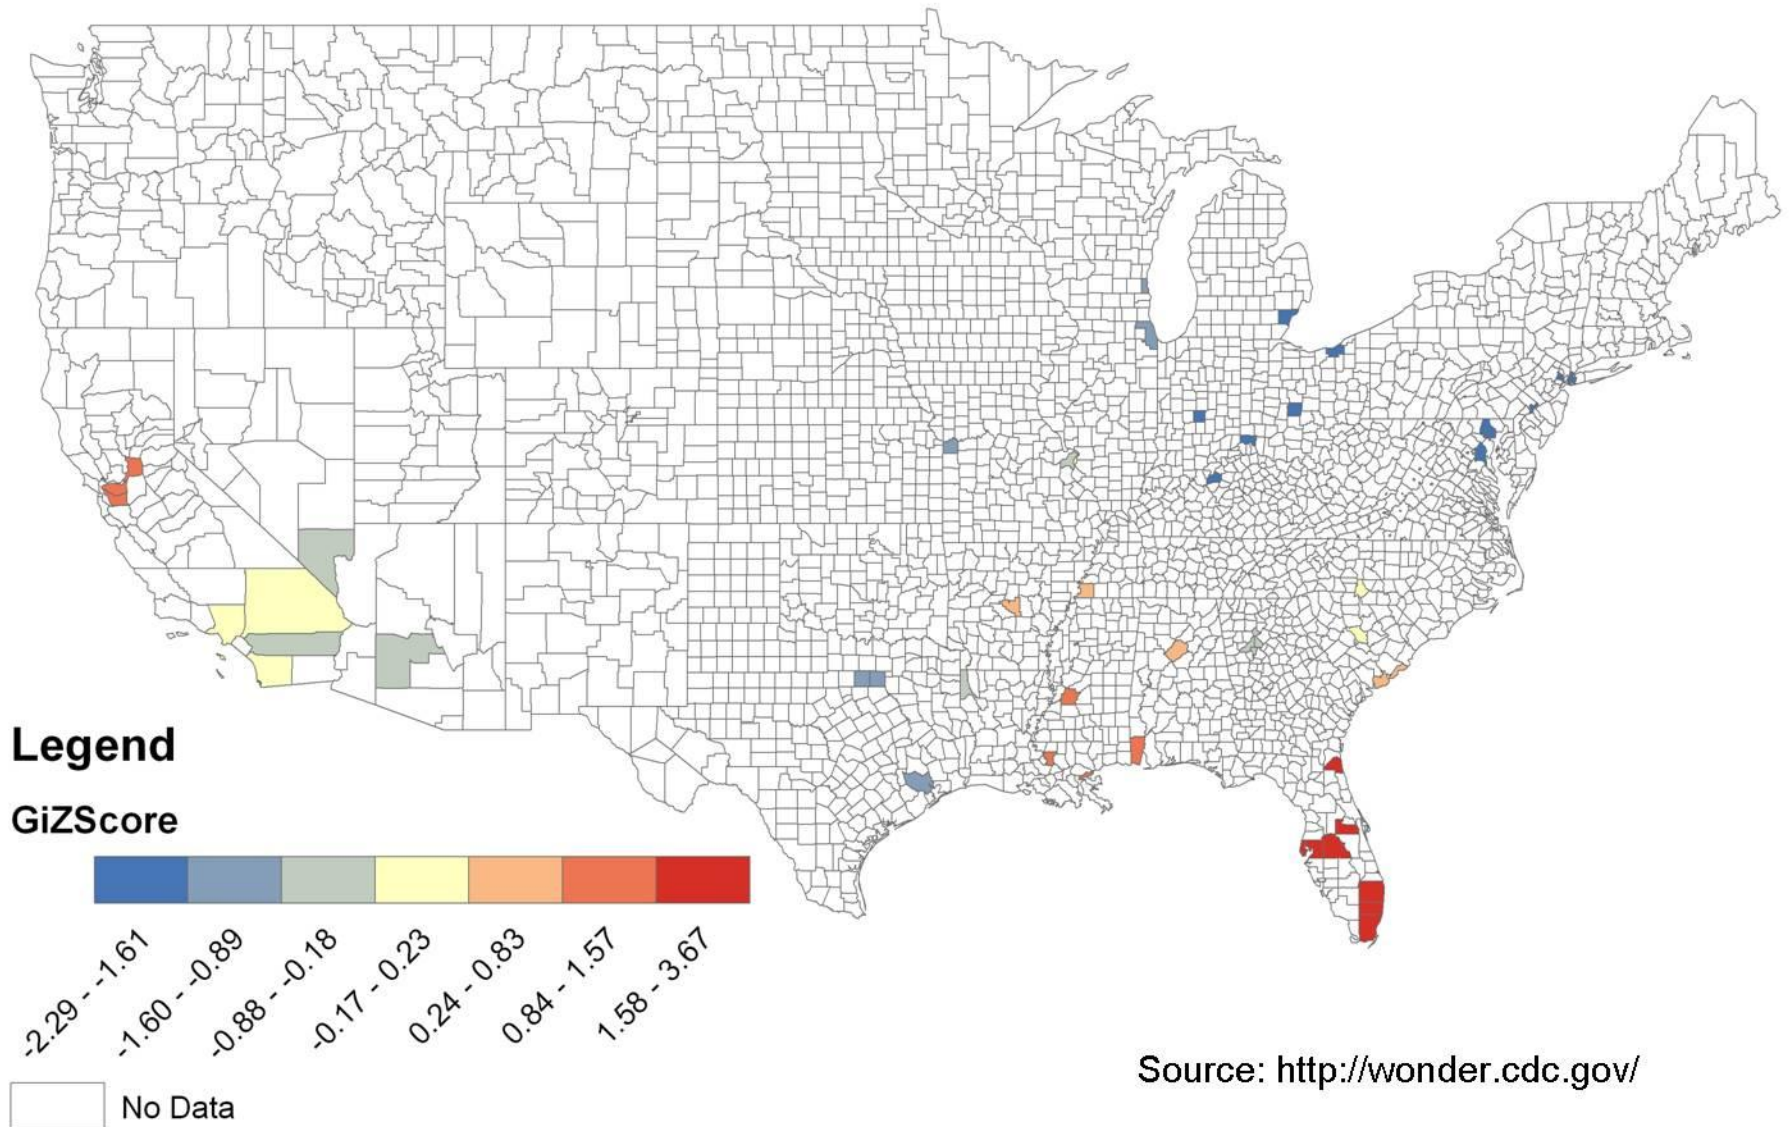 Legend
GiZScore
-2.29 - -1.61
-1.60 - -0.89
-0.88 - -0.18
-0.17 - 0.23
0.24 - 0.83
0.84 - 1.57
1.58 - 3.67
No Data
Source: http://wonder.cdc.gov/